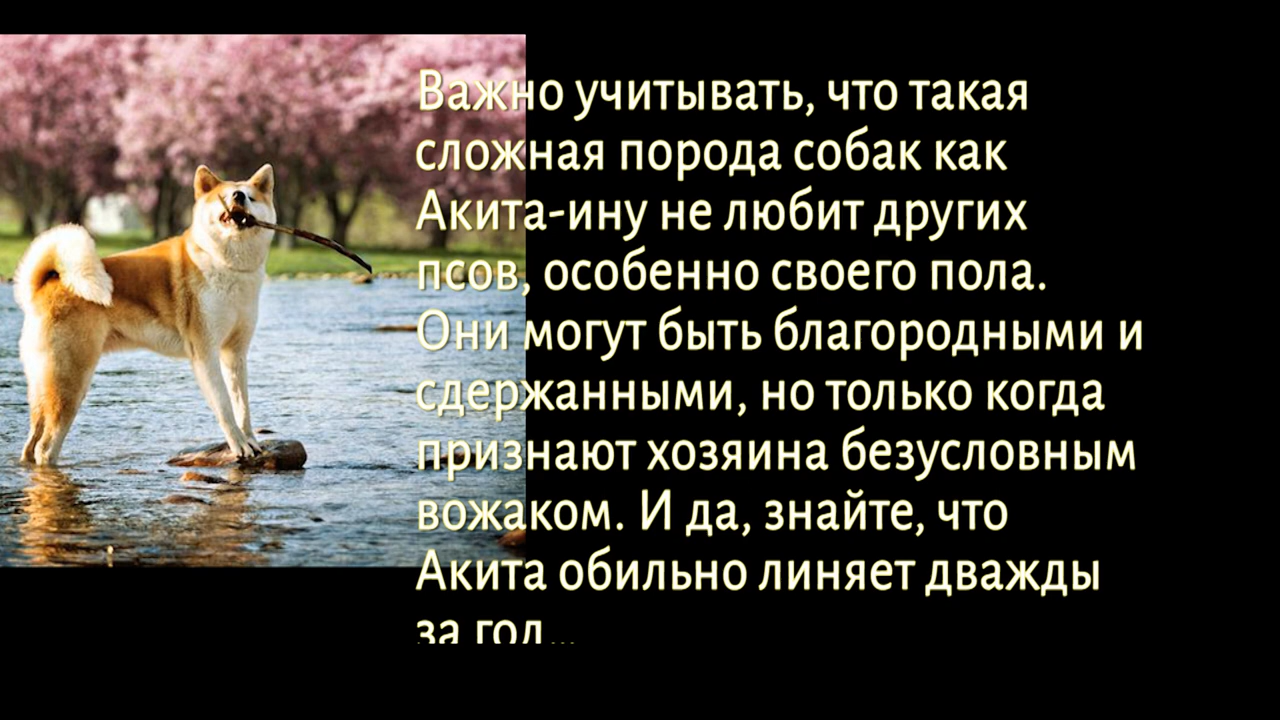 Важно учитывать, что такая
сложная порода собак как
Акита-ину не любит других
псов, особенно своего пола.
Они могут быть благородными и
сдержанными, но только когда
признают хозяина безусловным
вожаком. И да, знайте, что
Акита обильно линяет дважды
за год...